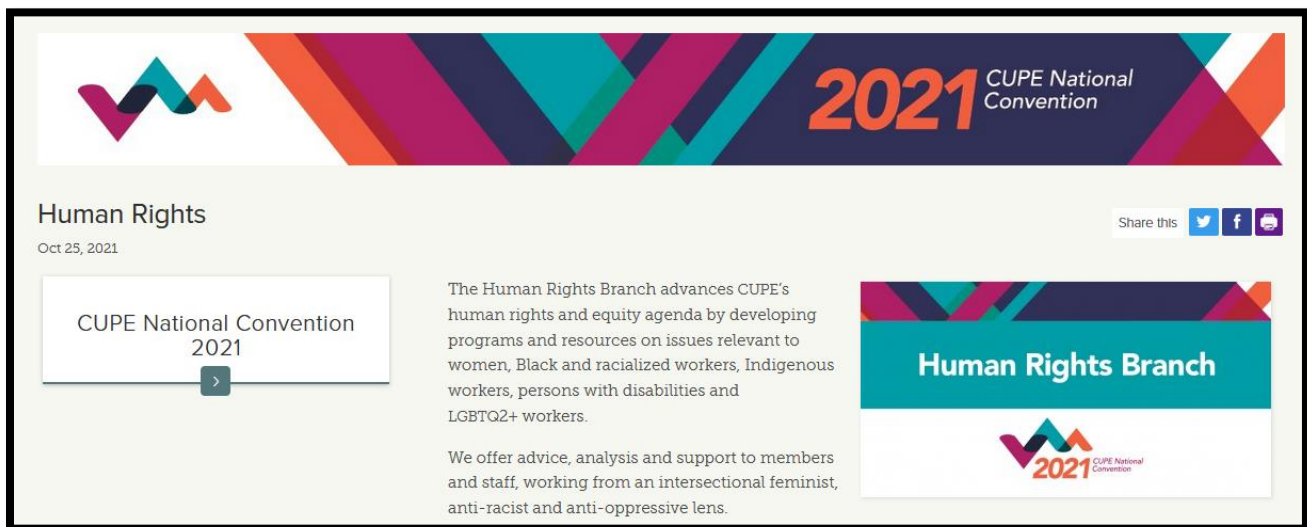 2021 CUPE National
Convention
Human Rights
Share this
Oct 25, 2021
CUPE National Convention
2021
The Human Rights Branch advances CUPE's
human rights and equity agenda by developing
programs and resources on issues relevant to
women, Black and racialized workers, Indigenous
workers, persons with disabilities and
LGBTQ2+ workers.
We offer advice, analysis and support to members
and staff, working from an intersectional feminist,
anti-racist and anti-oppressive lens.
Human Rights Branch
2021 CUPE National
Convention